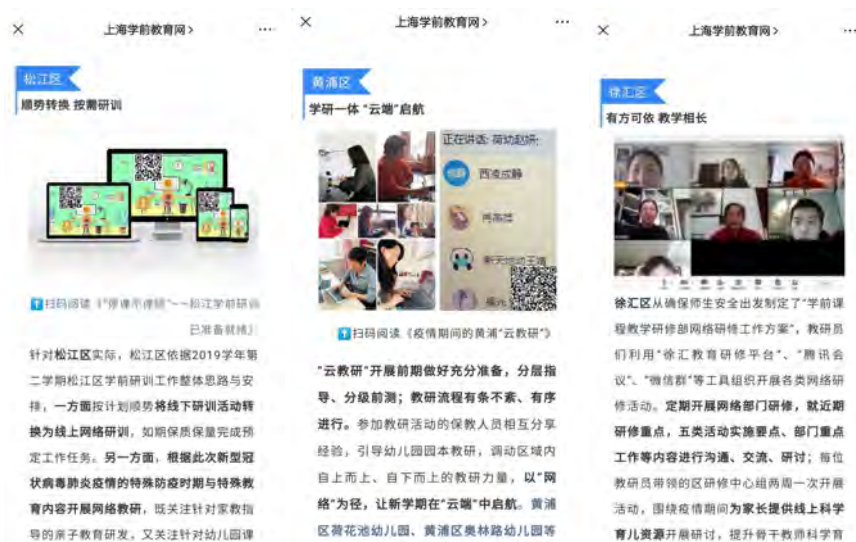 上海学前教育网>
松江区
顺势转换 按需研训
扫码阅读《"停课不停研"~~松江学前研训
已准备就绪》
针对松江区实际，松江区依据2019学年第
二学期松江区学前研训工作整体思路与安
排，一方面按计划顺势将线下研训活动转
换为线上网络研训，如期保质保量完成预
定工作任务。另一方面，根据此次新型冠
状病毒肺炎疫情的特殊防疫时期与特殊教
育内容开展网络教研，既关注针对家教指
导的亲子教育研发，又关注针对幼儿园课
上海学前教育网>
黄浦区
学研一体 "云端"启航
正在讲话: 荷幼赵妍;
西凌成静
新天地幼王靖
扫码阅读《疫情期间的黄浦"云教研"》
"云教研"开展前期做好充分准备，分层指
导、分级前测；教研流程有条不紊、有序
进行。参加教研活动的保教人员相互分享
经验，引导幼儿园园本教研，调动区域内
自上而上、自下而上的教研力量，以"网
络"为径，让新学期在"云端"中启航。黄浦
区荷花池幼儿园、黄浦区奥林路幼儿园等
上海学前教育网>
徐汇区
有方可依 教学相长
徐汇区从确保师生安全出发制定了"学前课
程教学研修部网络研修工作方案"，教研员
们利用"徐汇教育研修平台"、"腾讯会
议"、"微信群"等工具组织开展各类网络研
修活动。定期开展网络部门研修，就近期
研修重点，五类活动实施要点、部门重点
工作等内容进行沟通、交流、研讨；每位
教研员带领的区研修中心组两周一次开展
活动，围绕疫情期间为家长提供线上科学
育儿资源开展研讨，提升骨干教师科学育